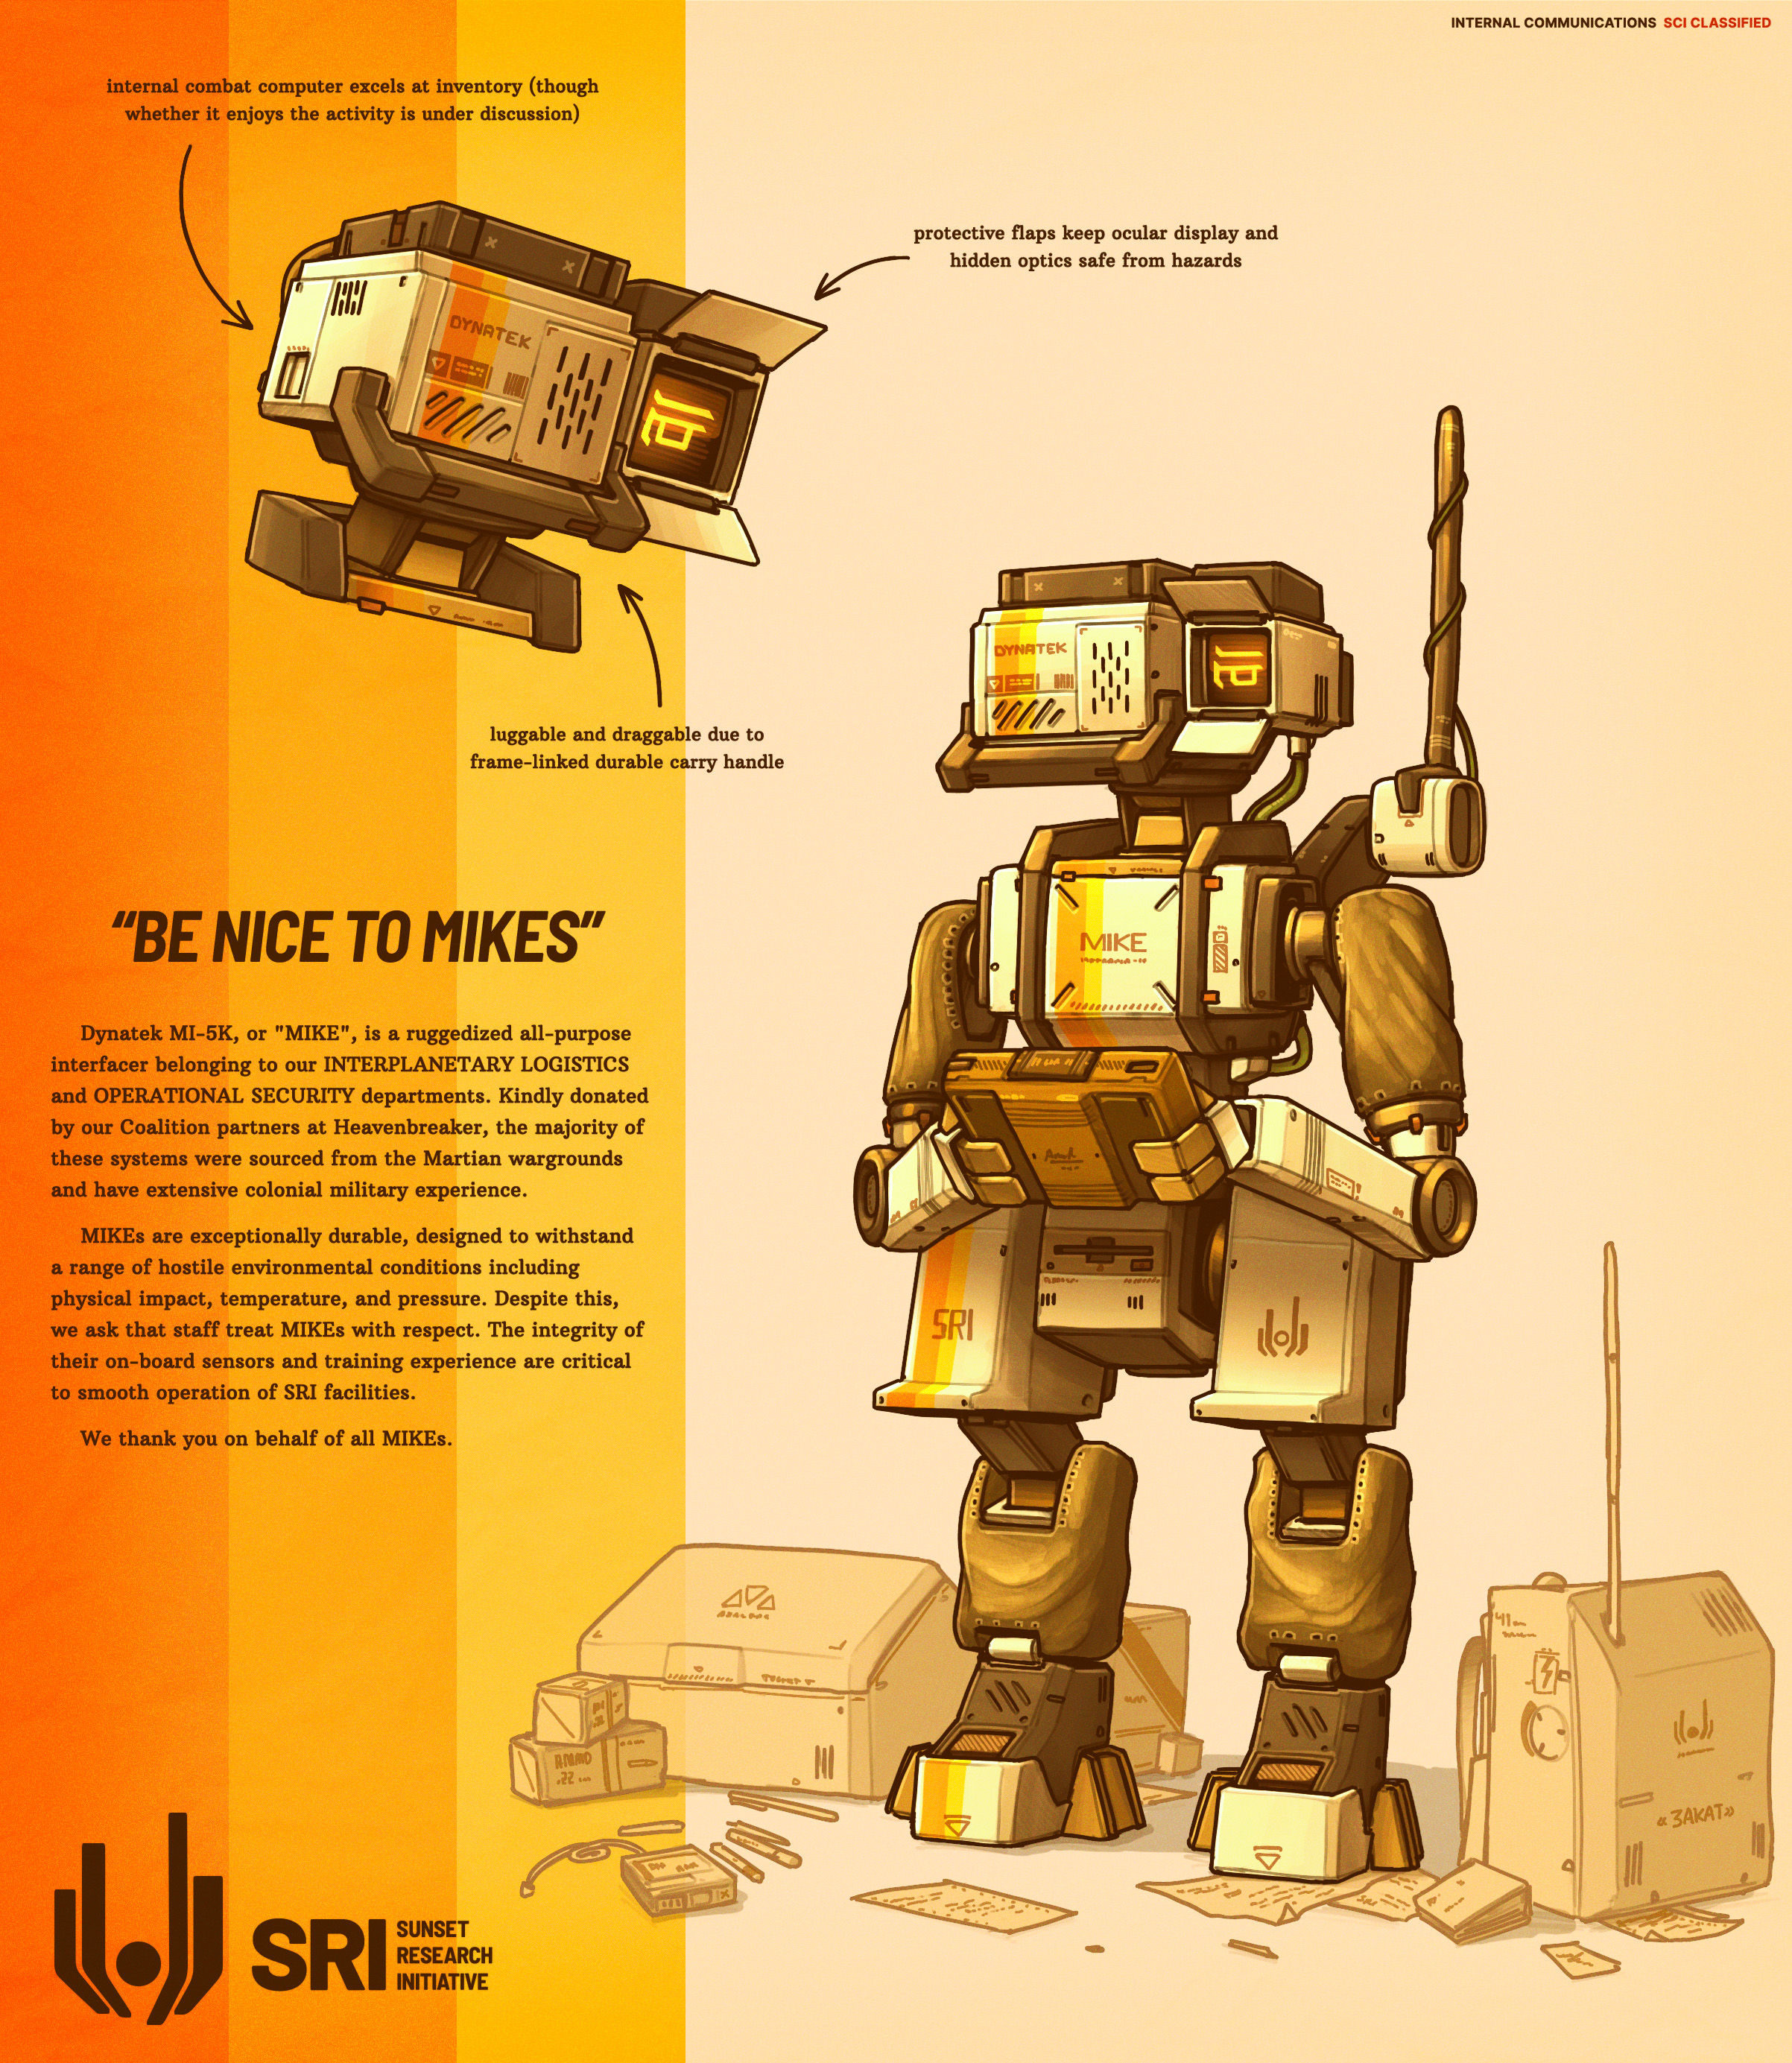 INTERNAL COMMUNICATIONS SCI CLASSIFIED
internal combat computer excels at inventory (though
whether it enjoys the activity is under discussion)
protective flaps keep ocular display and
hidden optics safe from hazards
DYNATEK
luggable and draggable due to
frame-linked durable carry handle
DYNATEK
MIKE
"BE NICE TO MIKES"
Dynatek MI-5K, or "MIKE", is a ruggedized all-purpose
interfacer belonging to our INTERPLANETARY LOGISTICS
and OPERATIONAL SECURITY departments. Kindly donated
by our Coalition partners at Heavenbreaker, the majority of
these systems were sourced from the Martian wargrounds
and have extensive colonial military experience.
MIKEs are exceptionally durable, designed to withstand
a range of hostile environmental conditions including
physical impact, temperature, and pressure. Despite this,
we ask that staff treat MIKEs with respect. The integrity of
their on-board sensors and training experience are critical
to smooth operation of SRI facilities.
We thank you on behalf of all MIKEs.
SRI
AMMO
.22
«ЗАКАТ»
SRI
SUNSET
RESEARCH
INITIATIVE